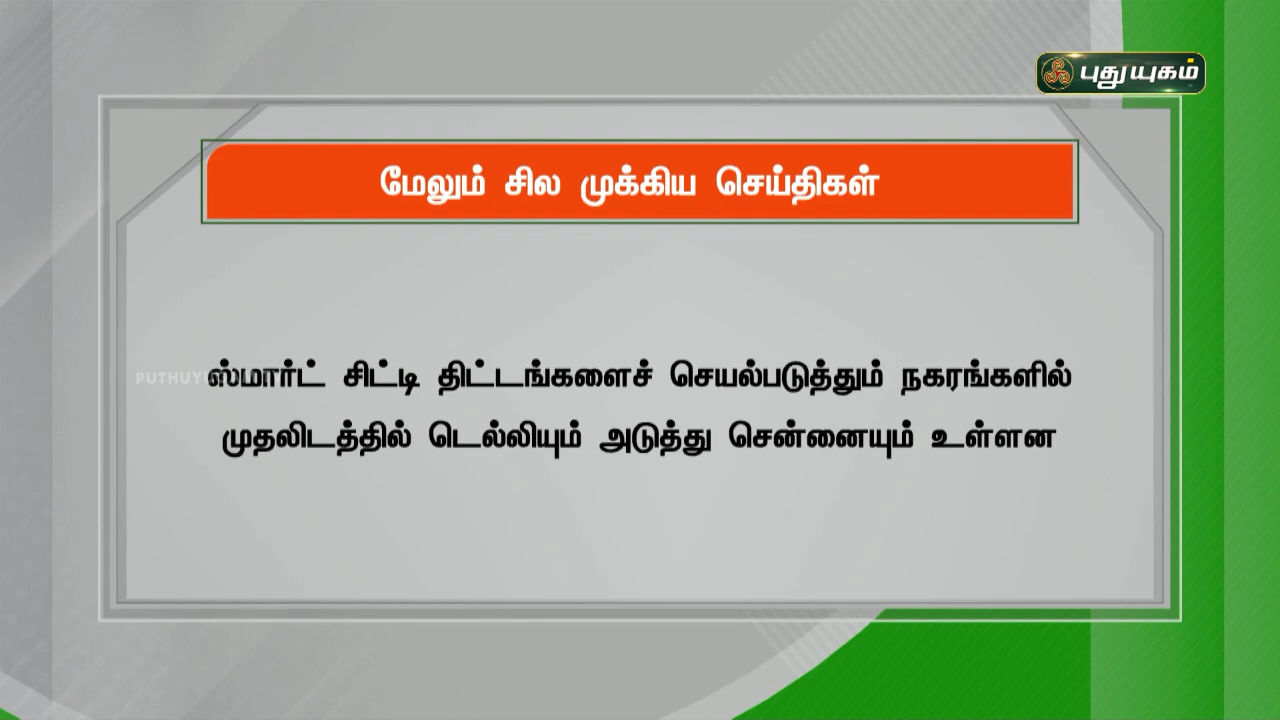 புதுயுகம்
மேலும் சில முக்கிய செய்திகள்
ஸ்மார்ட் சிட்டி திட்டங்களைச் செயல்படுத்தும் நகரங்களில்
முதலிடத்தில் டெல்லியும் அடுத்து சென்னையும் உள்ளன